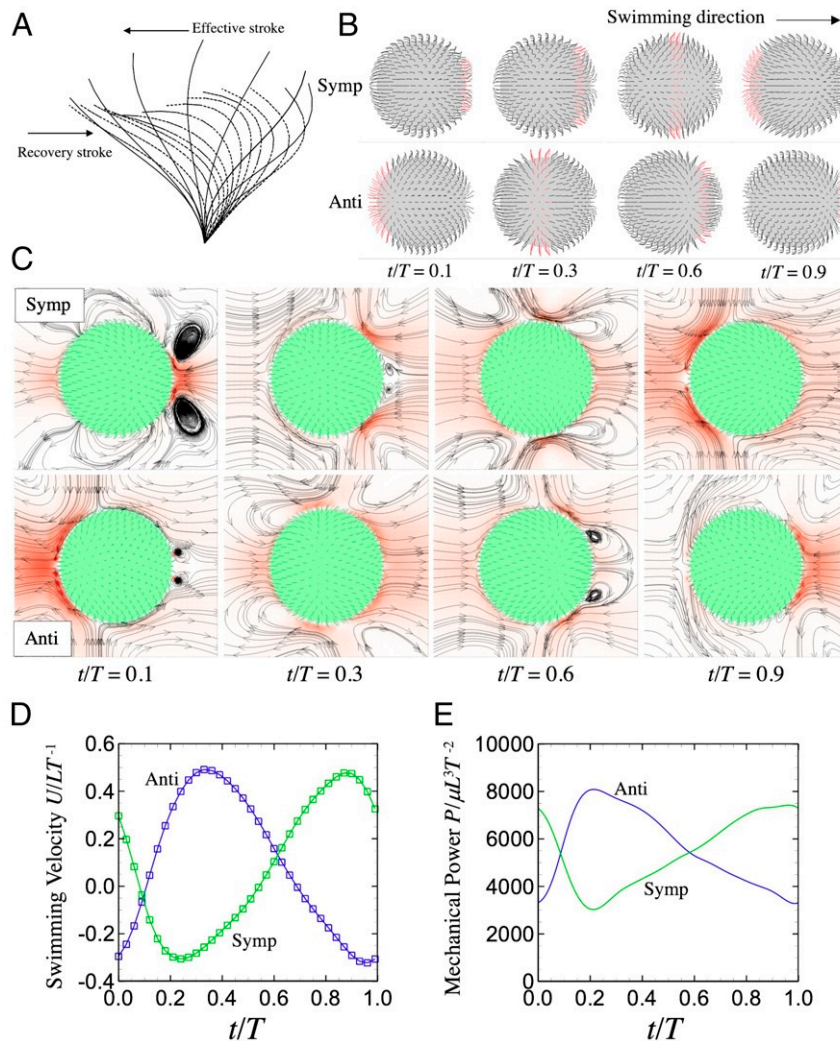 A
Effective stroke
Recovery stroke
B
Swimming direction
Symp
Anti
t/T = 0.1
t/T = 0.3
t/T = 0.6
t/T = 0.9
C
Symp
Anti
t/T = 0.1
t/T = 0.3
t/T = 0.6
t/T = 0.9
D
Swimming Velocity U/LT⁻¹
0.6
0.4
0.2
0.0
-0.2
-0.4
Anti
Symp
0.0 0.2 0.4 0.6 0.8 1.0
t/T
E
Mechanical Power P/μL³T⁻²
10000
8000
6000
4000
2000
0
Anti
Symp
0.0 0.2 0.4 0.6 0.8 1.0
t/T